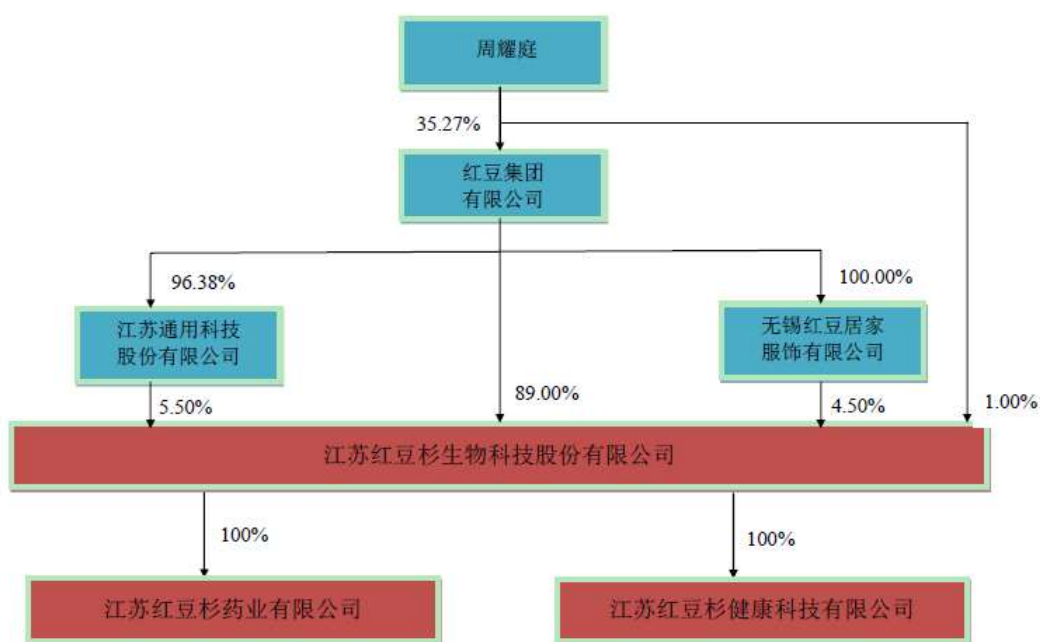 周耀庭
35.27%
红豆集团
有限公司
96.38%
100.00%
江苏通用科技
股份有限公司
无锡红豆居家
服饰有限公司
5.50%
89.00%
4.50%
1.00%
江苏红豆杉生物科技股份有限公司
100%
100%
江苏红豆杉药业有限公司
江苏红豆杉健康科技有限公司